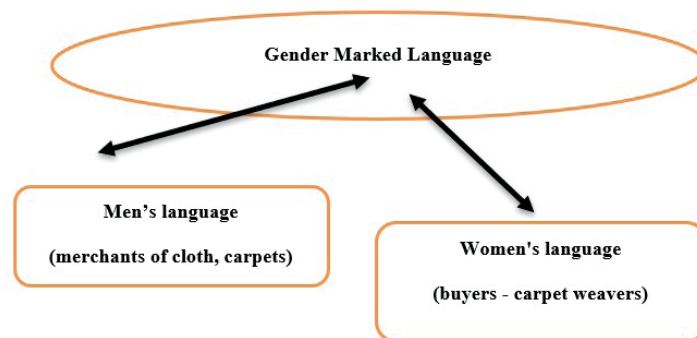 Gender Marked Language
Men’s language
(merchants of cloth, carpets)
Women's language
(buyers - carpet weavers)